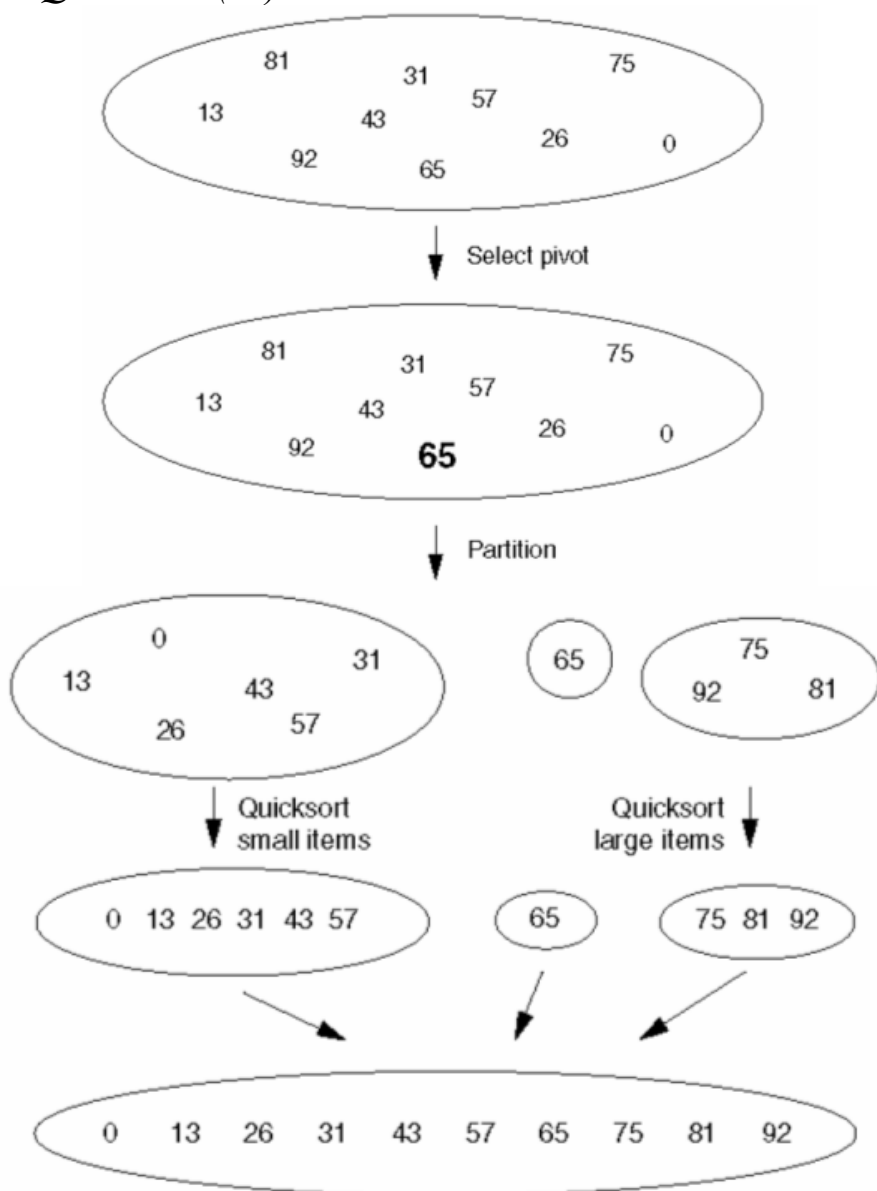 81 31 75
13 43 57
92 65 26 0
Select pivot
81 31 75
13 43 57
92 65 26 0
Partition
0 31 65 75
13 43 92 81
26 57
Quicksort Quicksort
small items large items
0 13 26 31 43 57 65 75 81 92
0 13 26 31 43 57 65 75 81 92